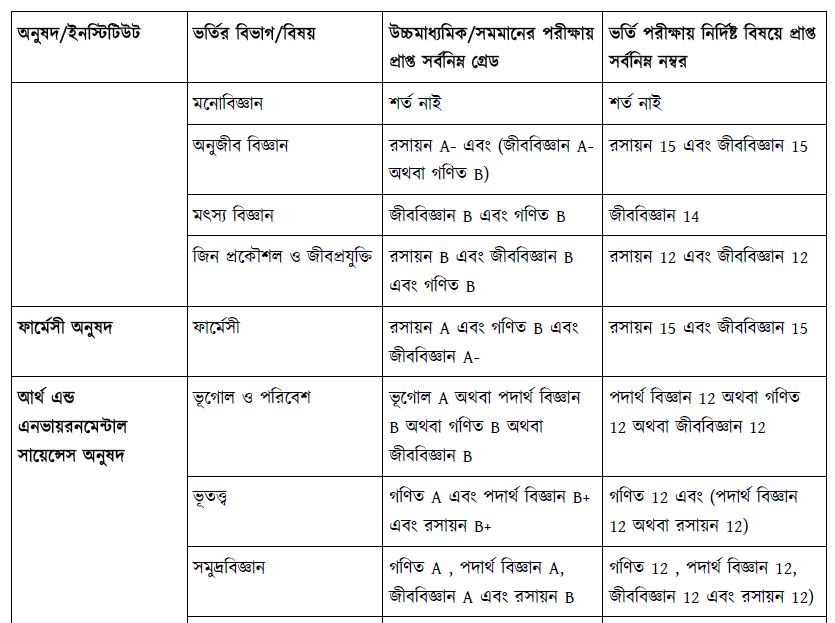 অনুষদ/ইনস্টিটিউট ভর্তির বিভাগ/বিষয় উচ্চমাধ্যমিক/সমমানের পরীক্ষায় ভর্তি পরীক্ষায় নির্দিষ্ট বিষয়ে প্রাপ্ত
প্রাপ্ত সর্বনিম্ন গ্রেড সর্বনিম্ন নম্বর
মনোবিজ্ঞান শর্ত নাই শর্ত নাই
অনুজীব বিজ্ঞান রসায়ন A- এবং (জীববিজ্ঞান A- রসায়ন 15 এবং জীববিজ্ঞান 15
অথবা গণিত B)
মৎস্য বিজ্ঞান জীববিজ্ঞান B এবং গণিত B জীববিজ্ঞান 14
জিন প্রকৌশল ও জীবপ্রযুক্তি রসায়ন B এবং জীববিজ্ঞান B রসায়ন 12 এবং জীববিজ্ঞান 12
এবং গণিত B
ফার্মেসী অনুষদ ফার্মেসী রসায়ন A এবং গণিত B এবং রসায়ন 15 এবং জীববিজ্ঞান 15
জীববিজ্ঞান A-
আর্থ এন্ড ভূগোল ও পরিবেশ ভূগোল A অথবা পদার্থ বিজ্ঞান পদার্থ বিজ্ঞান 12 অথবা গণিত
এনভায়রনমেন্টাল B অথবা গণিত B অথবা 12 অথবা জীববিজ্ঞান 12
সায়েন্সেস অনুষদ জীববিজ্ঞান B
ভূতত্ত্ব গণিত A এবং পদার্থ বিজ্ঞান B+ গণিত 12 এবং (পদার্থ বিজ্ঞান
এবং রসায়ন B+ 12 অথবা রসায়ন 12)
সমুদ্রবিজ্ঞান গণিত A , পদার্থ বিজ্ঞান A, গণিত 12 , পদার্থ বিজ্ঞান 12,
জীববিজ্ঞান A এবং রসায়ন B জীববিজ্ঞান 12 এবং রসায়ন 12)